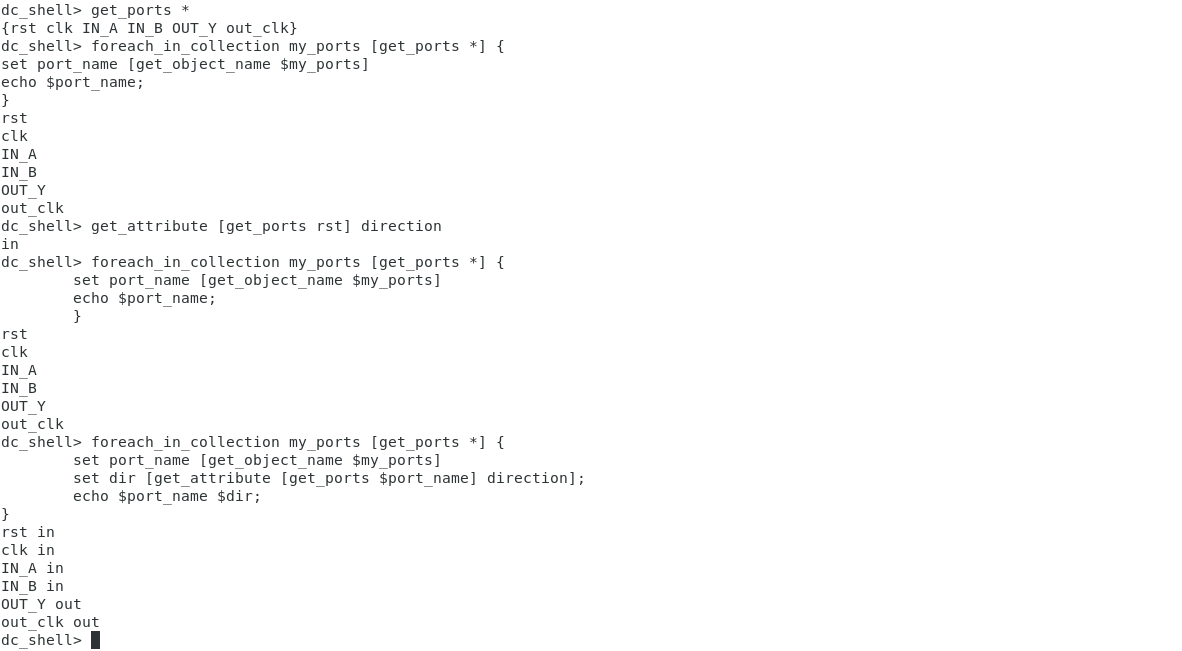 dc_shell> get_ports *
{rst clk IN_A IN_B OUT_Y out_clk}
dc_shell> foreach_in_collection my_ports [get_ports *] {
set port_name [get_object_name $my_ports]
echo $port_name;
}
rst
clk
IN_A
IN_B
OUT_Y
out_clk
dc_shell> get_attribute [get_ports rst] direction
in
dc_shell> foreach_in_collection my_ports [get_ports *] {
        set port_name [get_object_name $my_ports]
        echo $port_name;
        }
rst
clk
IN_A
IN_B
OUT_Y
out_clk
dc_shell> foreach_in_collection my_ports [get_ports *] {
        set port_name [get_object_name $my_ports]
        set dir [get_attribute [get_ports $port_name] direction];
        echo $port_name $dir;
}
rst in
clk in
IN_A in
IN_B in
OUT_Y out
out_clk out
dc_shell>